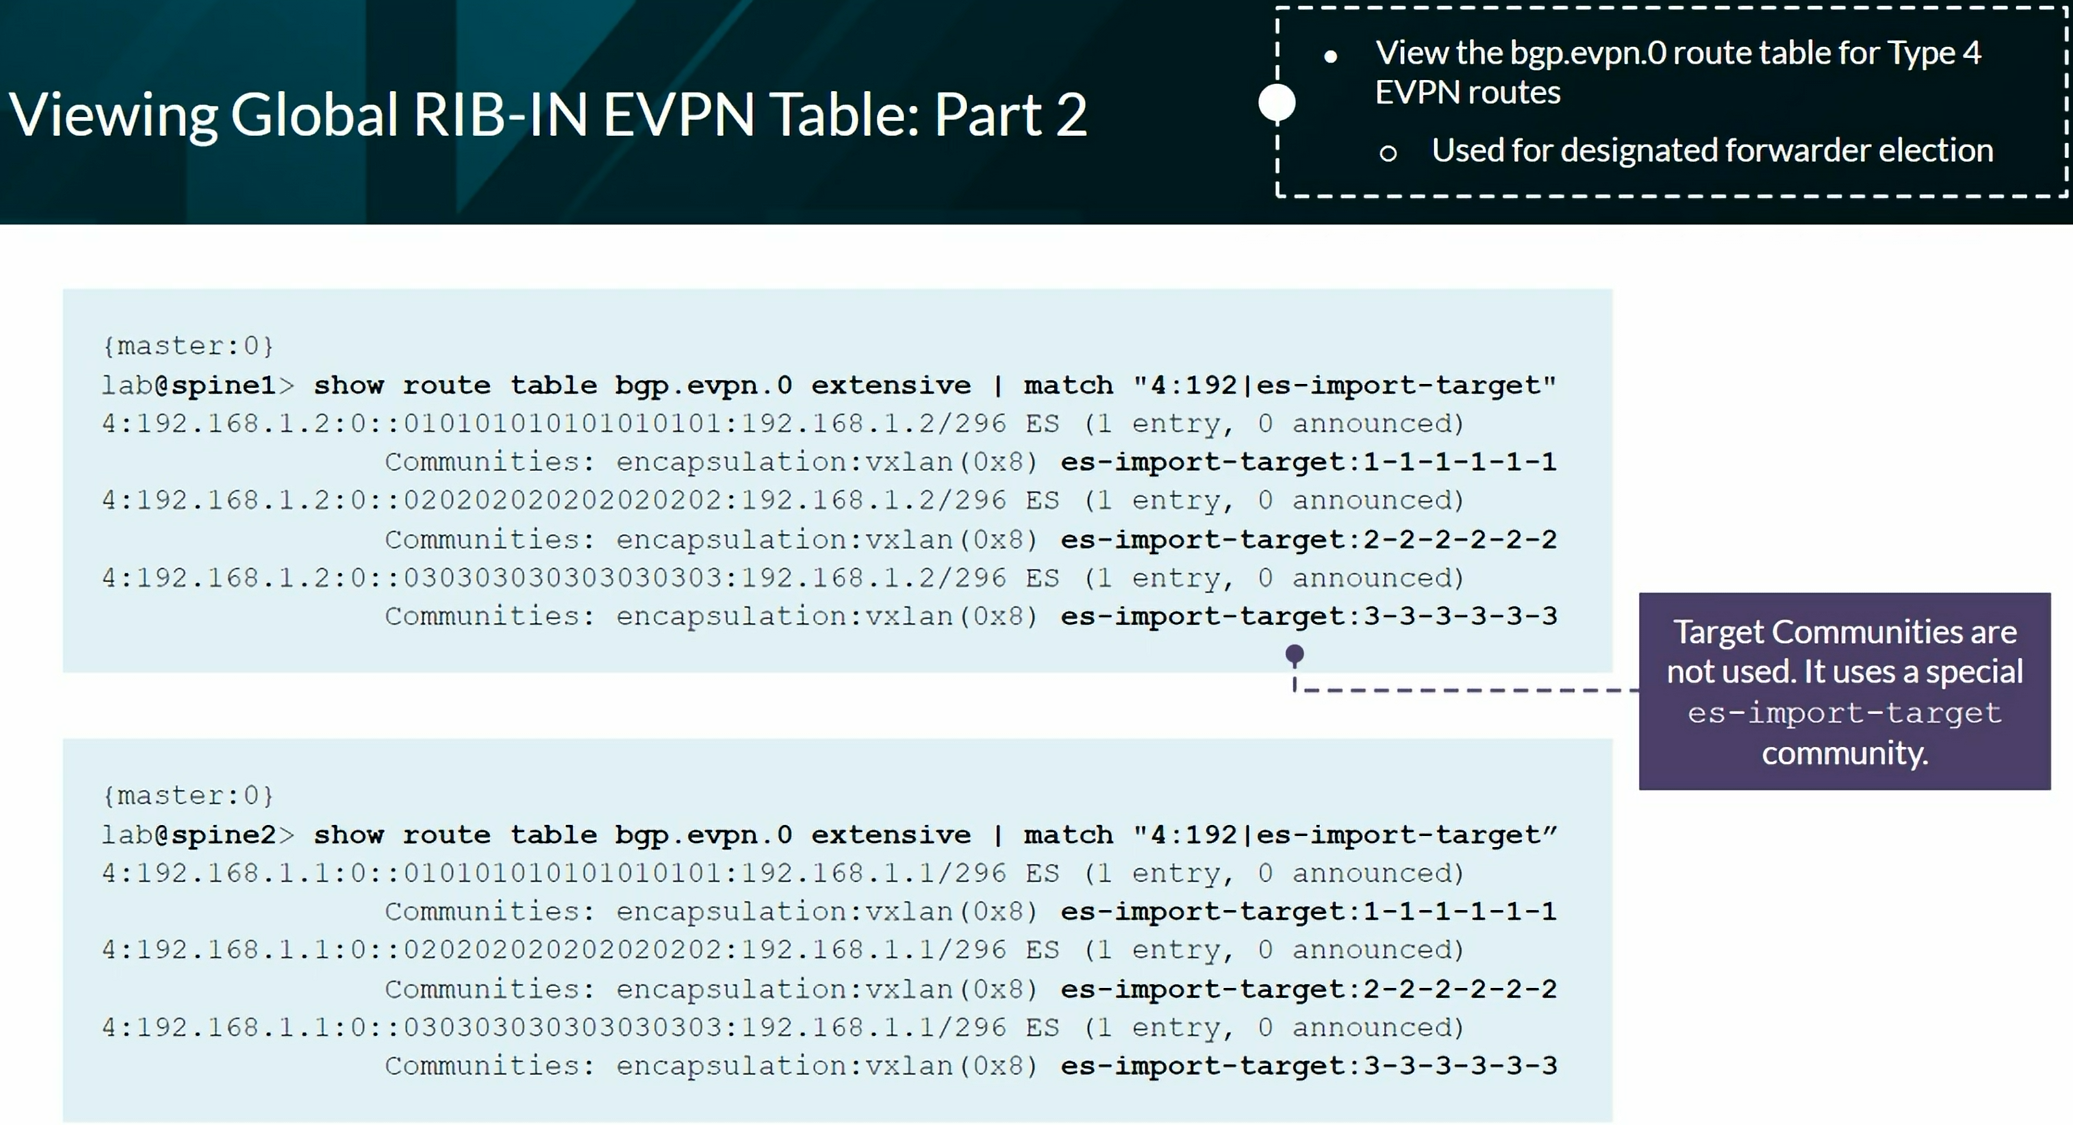 Viewing Global RIB-IN EVPN Table: Part 2
• View the bgp.evpn.0 route table for Type 4
EVPN routes
○ Used for designated forwarder election
{master:0}
lab@spine1> show route table bgp.evpn.0 extensive | match "4:192|es-import-target"
4:192.168.1.2:0::010101010101010101:192.168.1.2/296 ES (1 entry, 0 announced)
Communities: encapsulation:vxlan(0x8) es-import-target:1-1-1-1-1-1
4:192.168.1.2:0::020202020202020202:192.168.1.2/296 ES (1 entry, 0 announced)
Communities: encapsulation:vxlan(0x8) es-import-target:2-2-2-2-2-2
4:192.168.1.2:0::030303030303030303:192.168.1.2/296 ES (1 entry, 0 announced)
Communities: encapsulation:vxlan(0x8) es-import-target:3-3-3-3-3-3
Target Communities are
not used. It uses a special
es-import-target
community.
{master:0}
lab@spine2> show route table bgp.evpn.0 extensive | match "4:192|es-import-target”
4:192.168.1.1:0::010101010101010101:192.168.1.1/296 ES (1 entry, 0 announced)
Communities: encapsulation:vxlan(0x8) es-import-target:1-1-1-1-1-1
4:192.168.1.1:0::020202020202020202:192.168.1.1/296 ES (1 entry, 0 announced)
Communities: encapsulation:vxlan(0x8) es-import-target:2-2-2-2-2-2
4:192.168.1.1:0::030303030303030303:192.168.1.1/296 ES (1 entry, 0 announced)
Communities: encapsulation:vxlan(0x8) es-import-target:3-3-3-3-3-3